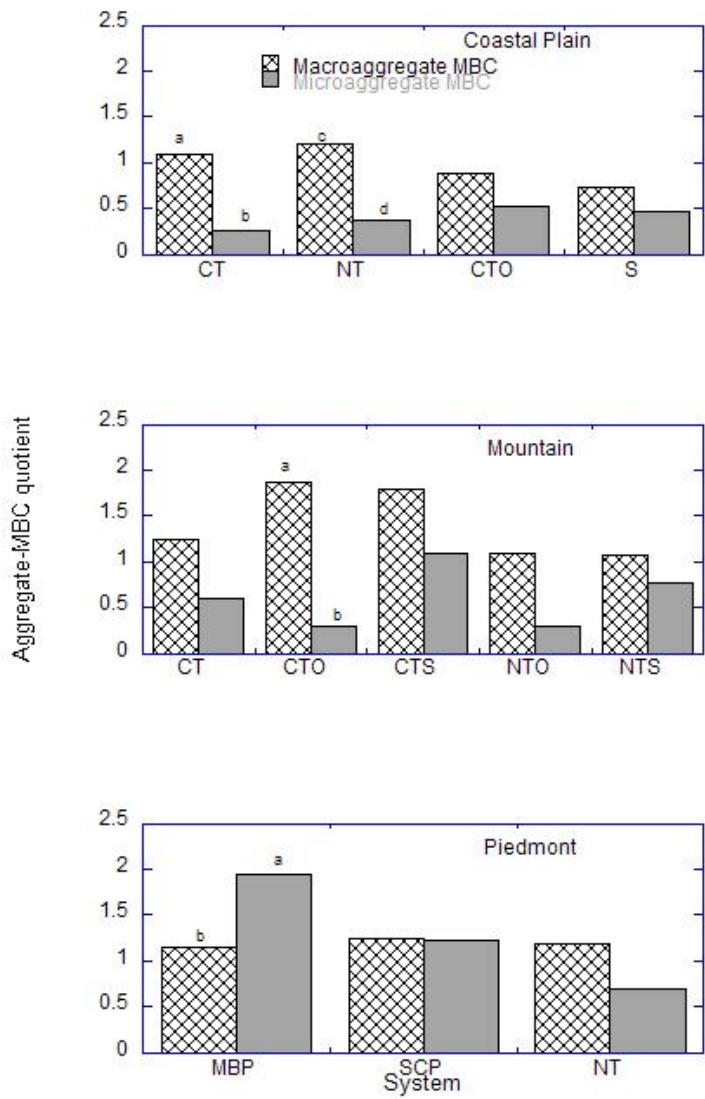 2.5
Coastal Plain
2
Macroaggregate MBC
Microaggregate MBC
1.5
a
c
1
0.5
b
d
0
CT NT CTO S
Aggregate-MBC quotient
2.5
Mountain
2
a
1.5
1
0.5
b
0
CT CTO CTS NTO NTS
2.5
Piedmont
2
a
1.5
b
1
0.5
0
MBP SCP NT
System